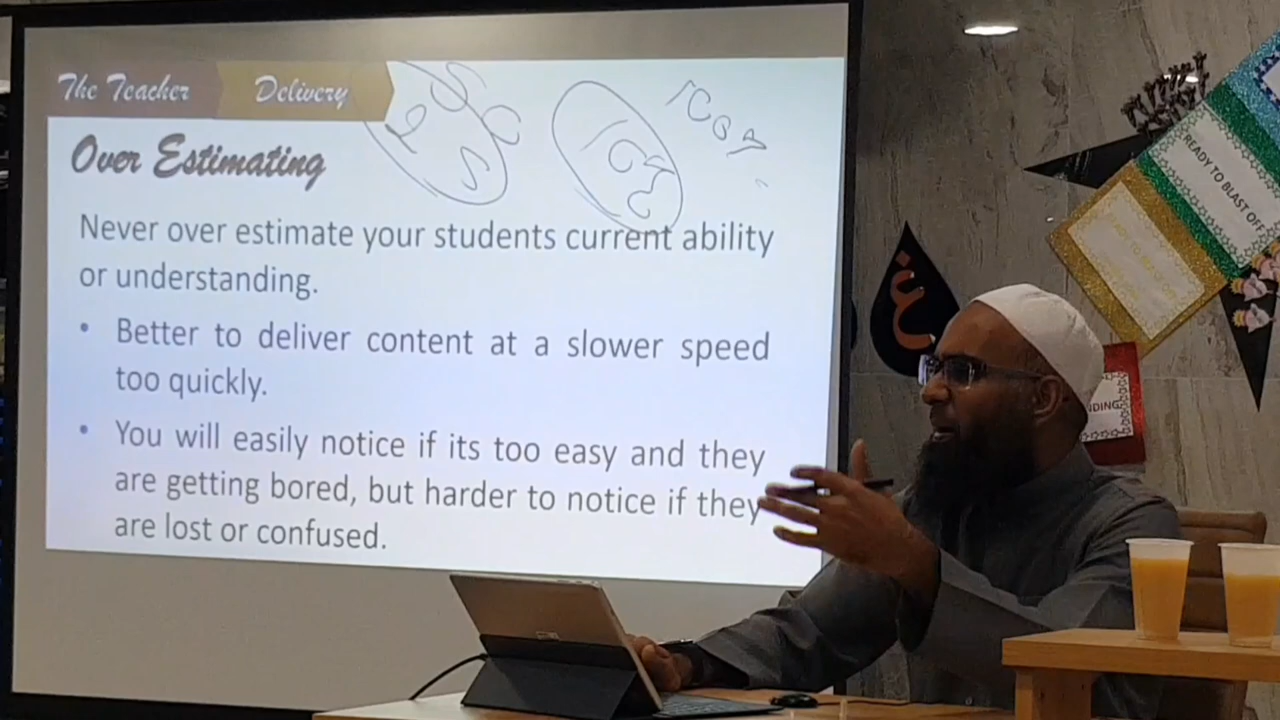 The Teacher
Delivery
Over Estimating
Never over estimate your students current ability
or understanding.
• Better to deliver content at a slower speed
too quickly.
• You will easily notice if its too easy and they
are getting bored, but harder to notice if they
are lost or confused.
READY TO BLAST OFF